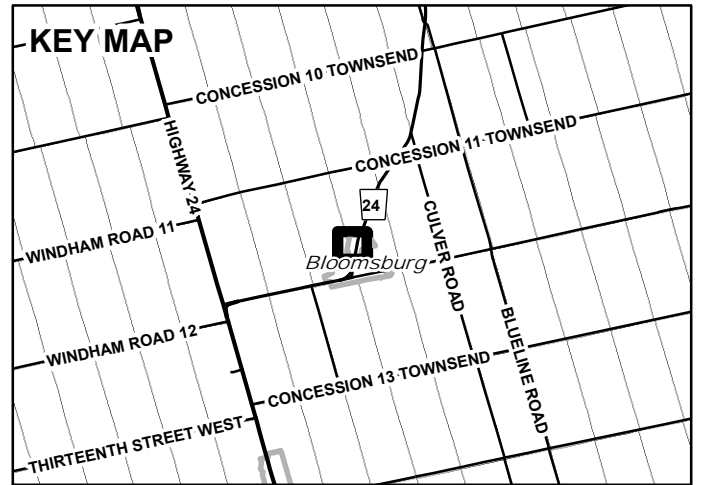 KEY MAP
CONCESSION 10 TOWNSEND
HIGHWAY 24
CONCESSION 11 TOWNSEND
24
WINDHAM ROAD 11
CULVER ROAD
Bloomsburg
BLUELINE ROAD
WINDHAM ROAD 12
CONCESSION 13 TOWNSEND
THIRTEENTH STREET WEST